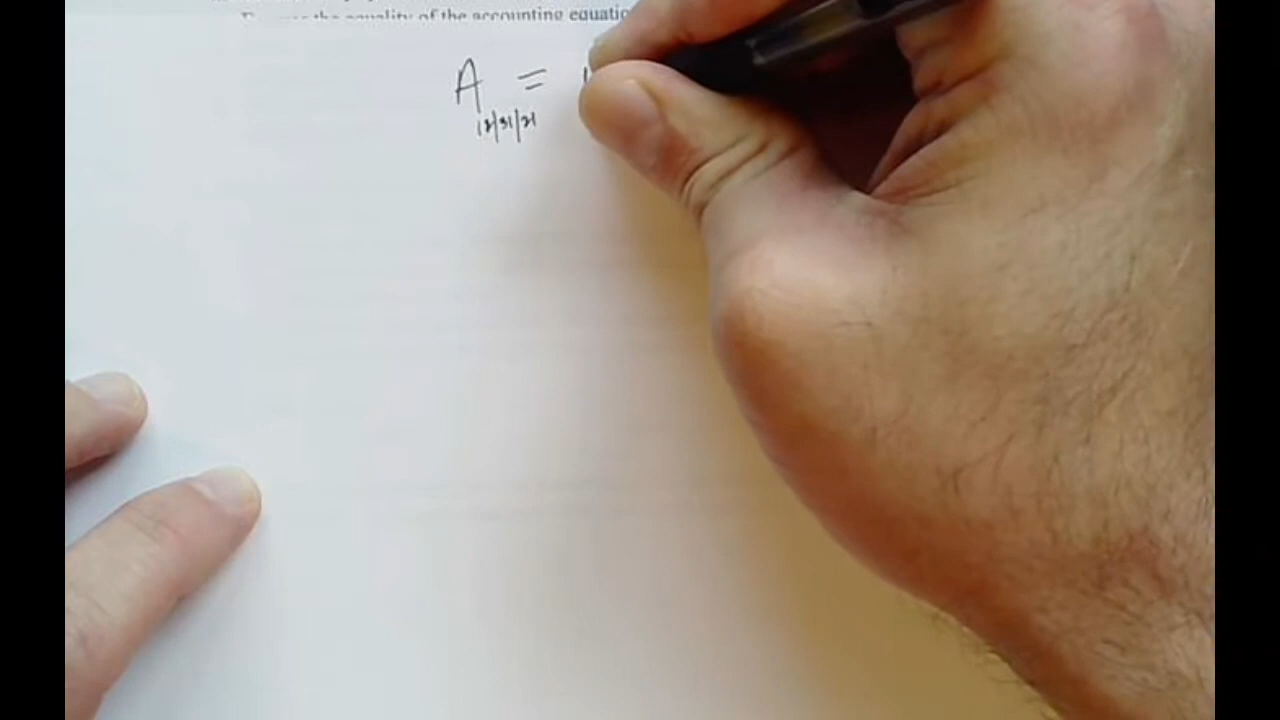 the equality of the accounting equatio
A =
12/31/21